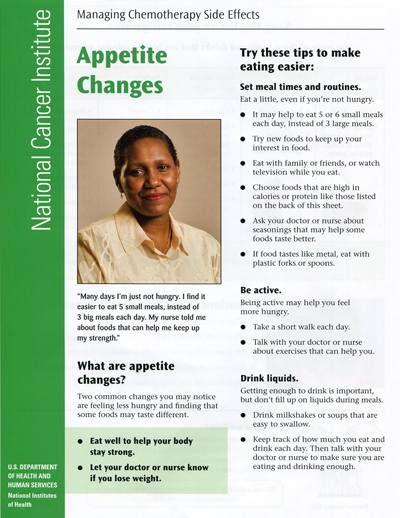 National Cancer Institute
Managing Chemotherapy Side Effects
Appetite
Changes
"Many days I'm just not hungry. I find it
easier to eat 5 small meals, instead of
3 big meals each day. My nurse told me
about foods that can help me keep up
my strength."
What are appetite
changes?
Two common changes you may notice
are feeling less hungry and finding that
some foods may taste different.
● Eat well to help your body
stay strong.
● Let your doctor or nurse know
if you lose weight.
Try these tips to make
eating easier:
Set meal times and routines.
Eat a little, even if you're not hungry.
● It may help to eat 5 or 6 small meals
each day, instead of 3 large meals.
● Try new foods to keep up your
interest in food.
● Eat with family or friends, or watch
television while you eat.
● Choose foods that are high in
calories or protein like those listed
on the back of this sheet.
● Ask your doctor or nurse about
seasonings that may help some
foods taste better.
● If food tastes like metal, eat with
plastic forks or spoons.
Be active.
Being active may help you feel
more hungry.
● Take a short walk each day.
● Talk with your doctor or nurse
about exercises that can help you.
Drink liquids.
Getting enough to drink is important,
but don't fill up on liquids during meals.
● Drink milkshakes or soups that are
easy to swallow.
● Keep track of how much you eat and
drink each day. Then talk with your
doctor or nurse to make sure you are
eating and drinking enough.
U.S. DEPARTMENT
OF HEALTH AND
HUMAN SERVICES
National Institutes
of Health